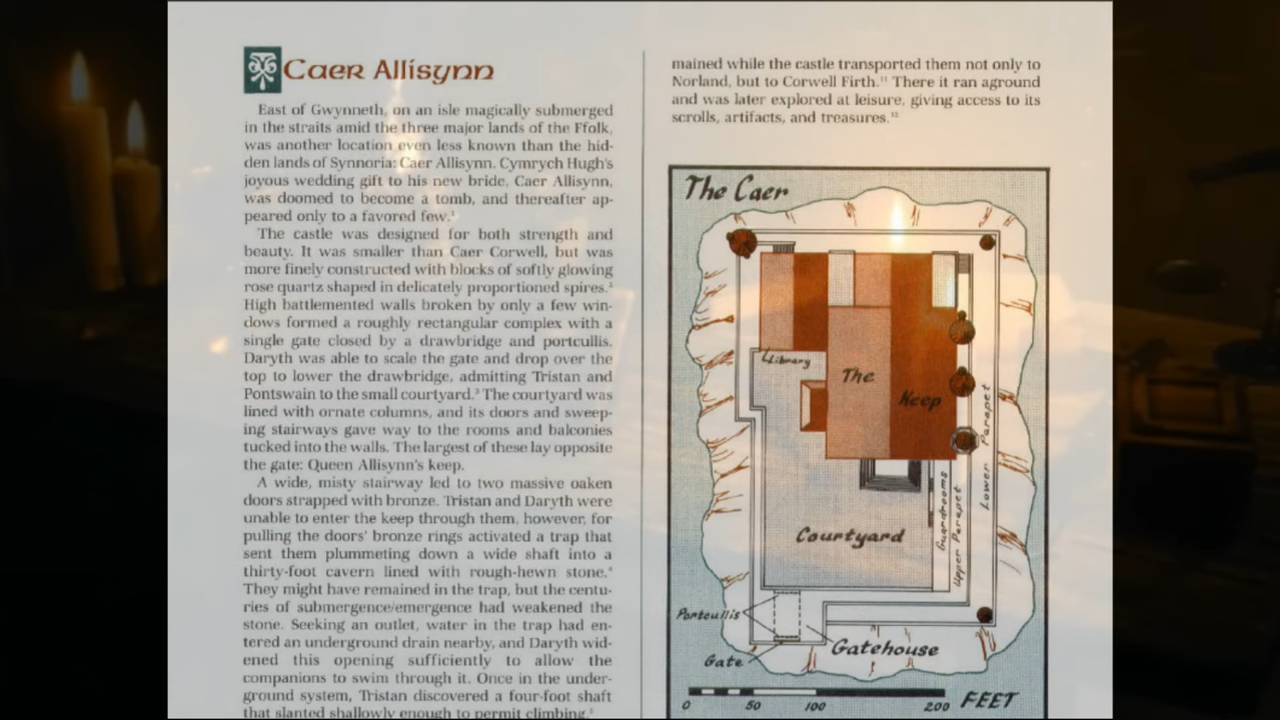 Caer Allisynn
East of Gwynneth, on an isle magically submerged
in the straits amid the three major lands of the Ffolk,
was another location even less known than the hid-
den lands of Synnoria: Caer Allisynn. Cymrych Hugh's
joyous wedding gift to his new bride, Caer Allisynn,
was doomed to become a tomb, and thereafter ap-
peared only to a favored few.¹
The castle was designed for both strength and
beauty. It was smaller than Caer Corwell, but was
more finely constructed with blocks of softly glowing
rose quartz shaped in delicately proportioned spires.²
High battlemented walls broken by only a few win-
dows formed a roughly rectangular complex with a
single gate closed by a drawbridge and portcullis.
Daryth was able to scale the gate and drop over the
top to lower the drawbridge, admitting Tristan and
Pontswain to the small courtyard.³ The courtyard was
lined with ornate columns, and its doors and sweep-
ing stairways gave way to the rooms and balconies
tucked into the walls. The largest of these lay opposite
the gate: Queen Allisynn's keep.
A wide, misty stairway led to two massive oaken
doors strapped with bronze. Tristan and Daryth were
unable to enter the keep through them, however, for
pulling the doors' bronze rings activated a trap that
sent them plummeting down a wide shaft into a
thirty-foot cavern lined with rough-hewn stone.⁴
They might have remained in the trap, but the centu-
ries of submergence/emergence had weakened the
stone. Seeking an outlet, water in the trap had en-
tered an underground drain nearby, and Daryth wid-
ened this opening sufficiently to allow the
companions to swim through it. Once in the under-
ground system, Tristan discovered a four-foot shaft
that slanted shallowly enough to permit climbing.⁵
mained while the castle transported them not only to
Norland, but to Corwell Firth.¹¹ There it ran aground
and was later explored at leisure, giving access to its
scrolls, artifacts, and treasures.¹²
The Caer
Library
The
Keep
Lower Parapet
Guardrooms
Upper Parapet
Courtyard
Portcullis
Gatehouse
Gate
0 50 100 200 FEET